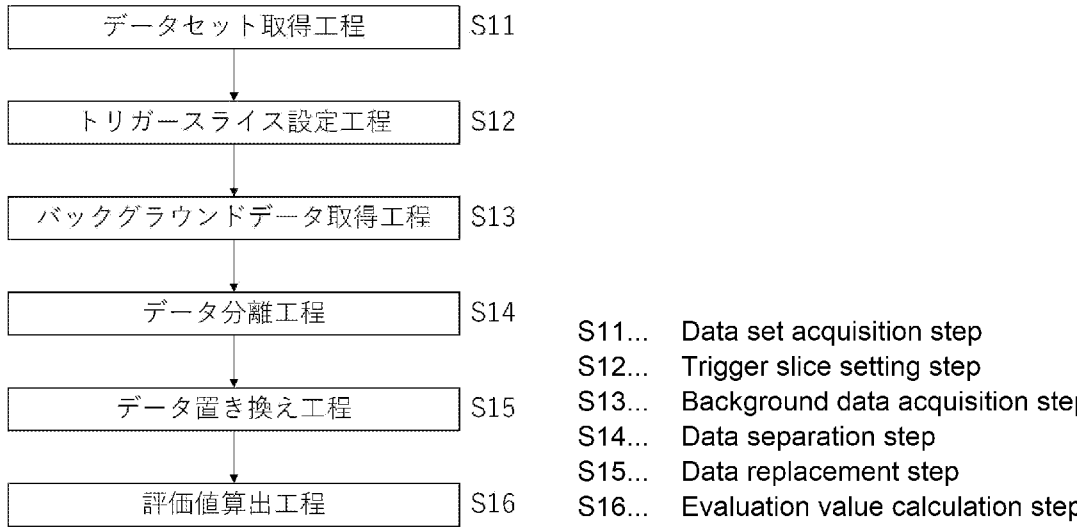 データセット取得工程 S11
トリガースライス設定工程 S12
バックグラウンドデータ取得工程 S13
データ分離工程 S14
データ置き換え工程 S15
評価値算出工程 S16
S11... Data set acquisition step
S12... Trigger slice setting step
S13... Background data acquisition step
S14... Data separation step
S15... Data replacement step
S16... Evaluation value calculation step